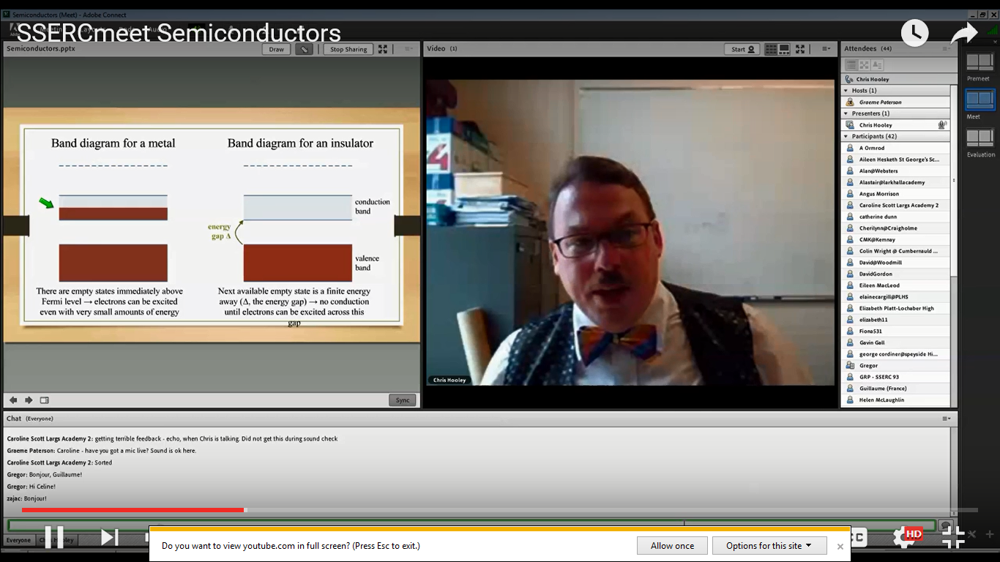 Semiconductors (Meet) - Adobe Connect
SSERCmeet Semiconductors
Semiconductors.pptx
Draw
Stop Sharing
Band diagram for a metal
Band diagram for an insulator
conduction
band
energy
gap Δ
valence
band
There are empty states immediately above
Fermi level → electrons can be excited
even with very small amounts of energy
Next available empty state is a finite energy
away (Δ, the energy gap) → no conduction
until electrons can be excited across this
gap
Sync
Video (1)
Start
Chris Hooley
Attendees (44)
Chris Hooley
Hosts (1)
Graeme Paterson
Presenters (1)
Chris Hooley
Participants (42)
A Ormrod
Aileen Hesketh St George's Sc...
Alan@Websters
Alastair@larkhallacademy
Angus Morrison
Caroline Scott Largs Academy 2
catherine dunn
Cherilynn@Craigholme
CMK@Kemnay
Colin Wright @ Cumbernauld ...
David@Woodmill
DavidGordon
Eileen MacLeod
elainecargill@PLHS
Elizabeth Platt-Lochaber High
elizabeth11
Fiona531
Gavin Gall
george cordiner@speyside Hi...
Gregor
GRP - SSERC 93
Guillaume (France)
Helen McLaughlin
Premeet
Meet
Evaluation
Chat (Everyone)
Caroline Scott Largs Academy 2: getting terrible feedback - echo, when Chris is talking. Did not get this during sound check
Graeme Paterson: Caroline - have you got a mic live? Sound is ok here.
Caroline Scott Largs Academy 2: Sorted
Gregor: Bonjour, Guillaume!
Gregor: Hi Celine!
zajac: Bonjour!
Everyone
Do you want to view youtube.com in full screen? (Press Esc to exit.)
Allow once
Options for this site
HD